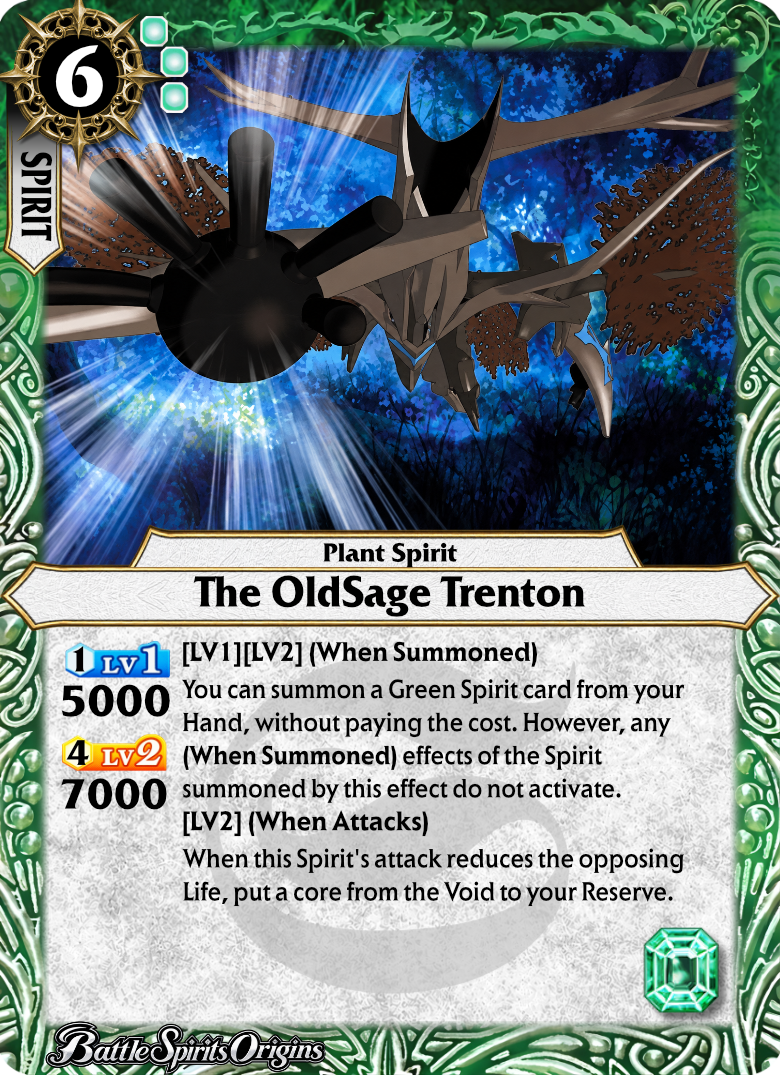 6
SPIRIT
Plant Spirit
The OldSage Trenton
1 LV1
5000
4 LV2
7000
[LV1][LV2] (When Summoned)
You can summon a Green Spirit card from your
Hand, without paying the cost. However, any
(When Summoned) effects of the Spirit
summoned by this effect do not activate.
[LV2] (When Attacks)
When this Spirit's attack reduces the opposing
Life, put a core from the Void to your Reserve.
Battle Spirits Origins